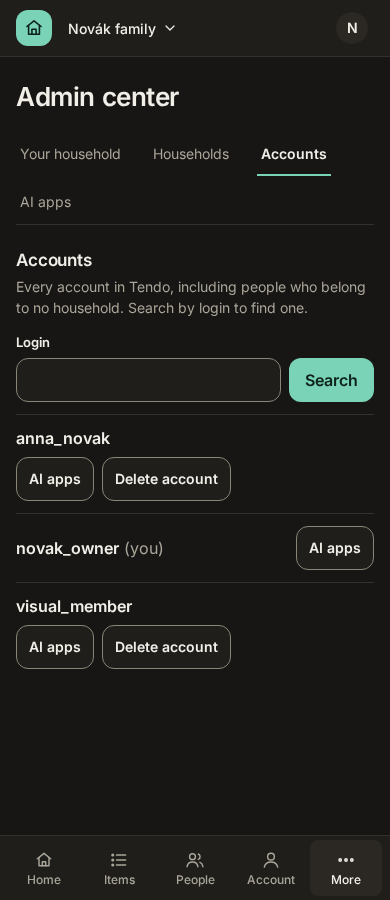 Novák family
N
Admin center
Your household
Households
Accounts
AI apps
Accounts
Every account in Tendo, including people who belong
to no household. Search by login to find one.
Login
Search
anna_novak
AI apps
Delete account
novak_owner (you)
AI apps
visual_member
AI apps
Delete account
Home
Items
People
Account
More